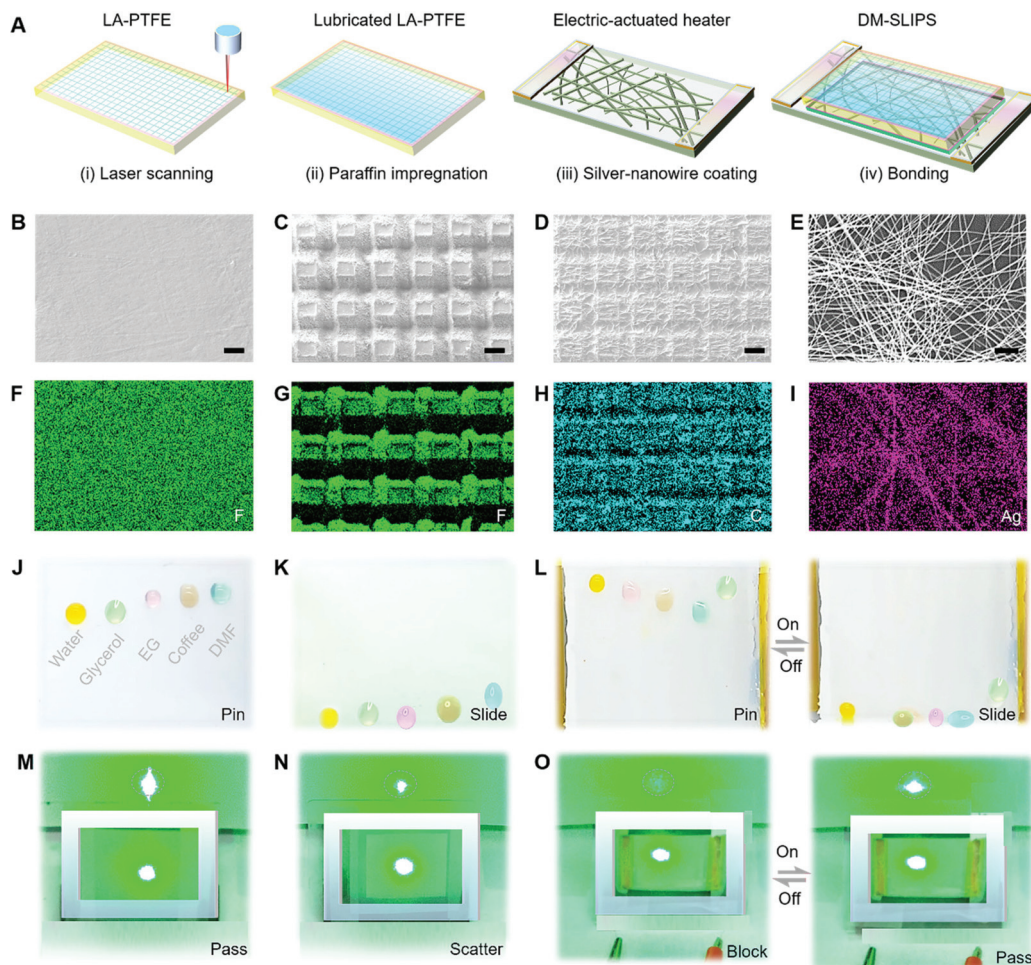 A
LA-PTFE
Lubricated LA-PTFE
Electric-actuated heater
DM-SLIPS
(i) Laser scanning
(ii) Paraffin impregnation
(iii) Silver-nanowire coating
(iv) Bonding
B
C
D
E
F
F
G
F
H
C
I
Ag
J
Water
Glycerol
EG
Coffee
DMF
Pin
K
Slide
L
Pin
On
Off
Slide
M
Pass
N
Scatter
O
Block
On
Off
Pass